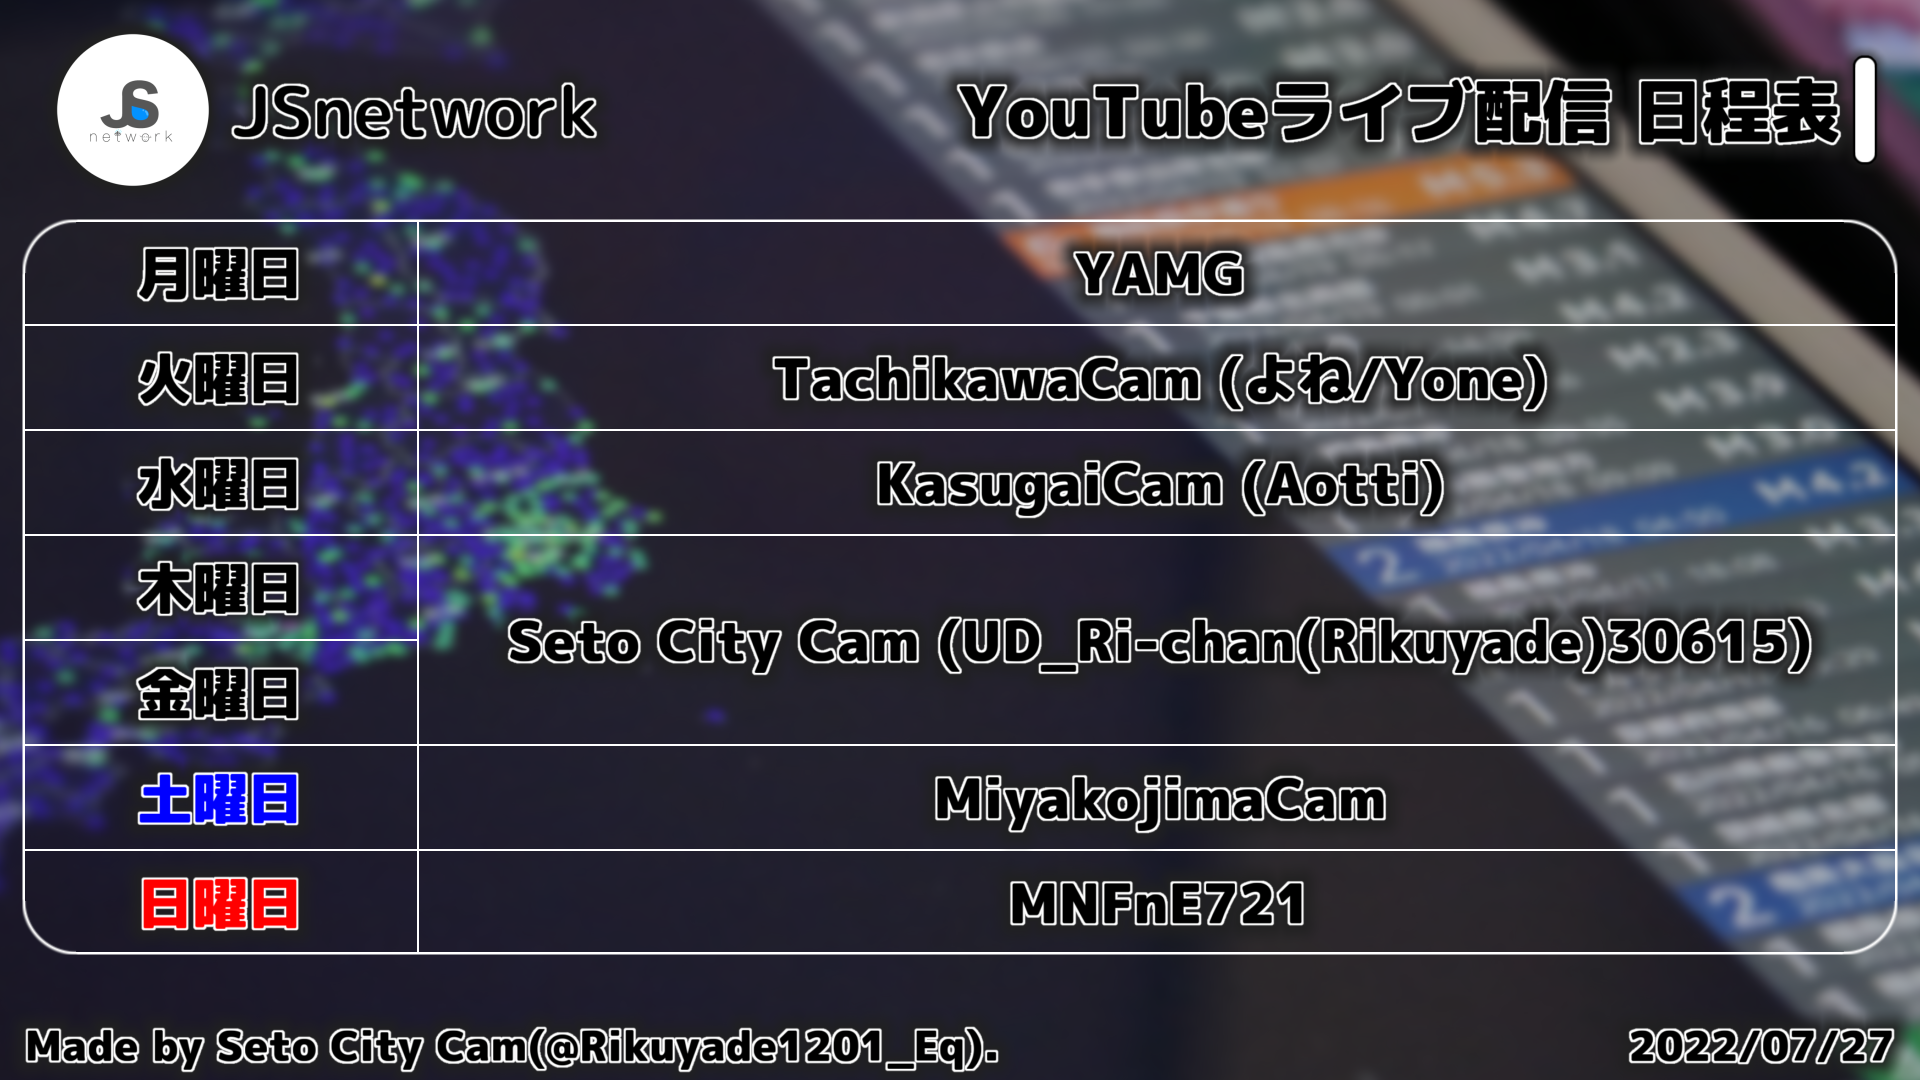 JS
network
JSnetwork
YouTubeライブ配信 日程表
月曜日 YAMG
火曜日 TachikawaCam (よね/Yone)
水曜日 KasugaiCam (Aotti)
木曜日
Seto City Cam (UD_Ri-chan(Rikuyade)30615)
金曜日
土曜日 MiyakojimaCam
日曜日 MNFnE721
Made by Seto City Cam(@Rikuyade1201_Eq).
2022/07/27